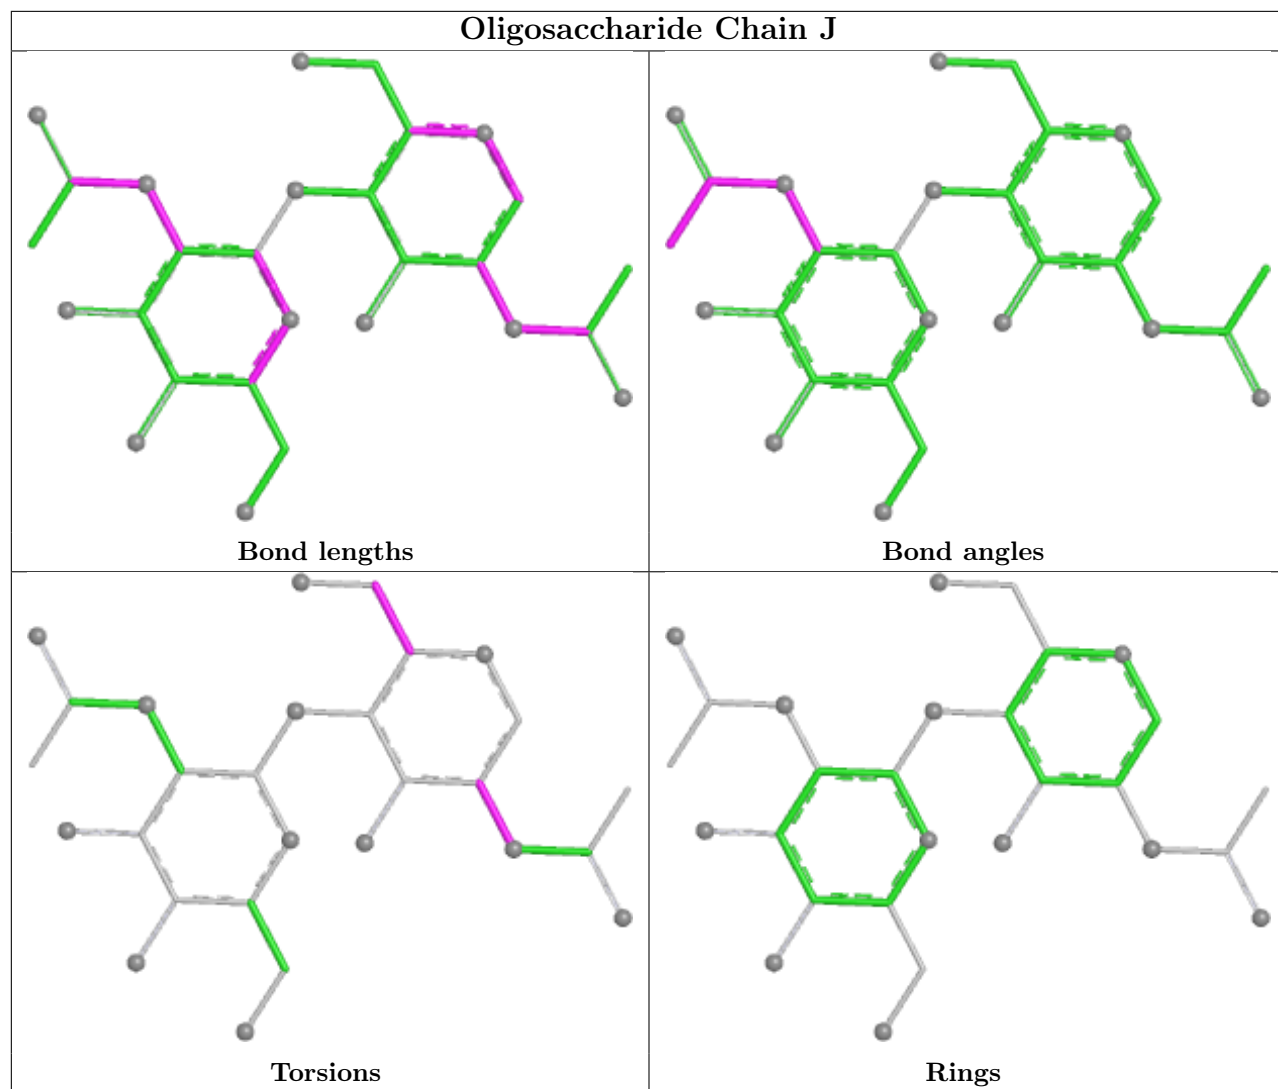 Oligosaccharide Chain J
Bond lengths
Bond angles
Torsions
Rings